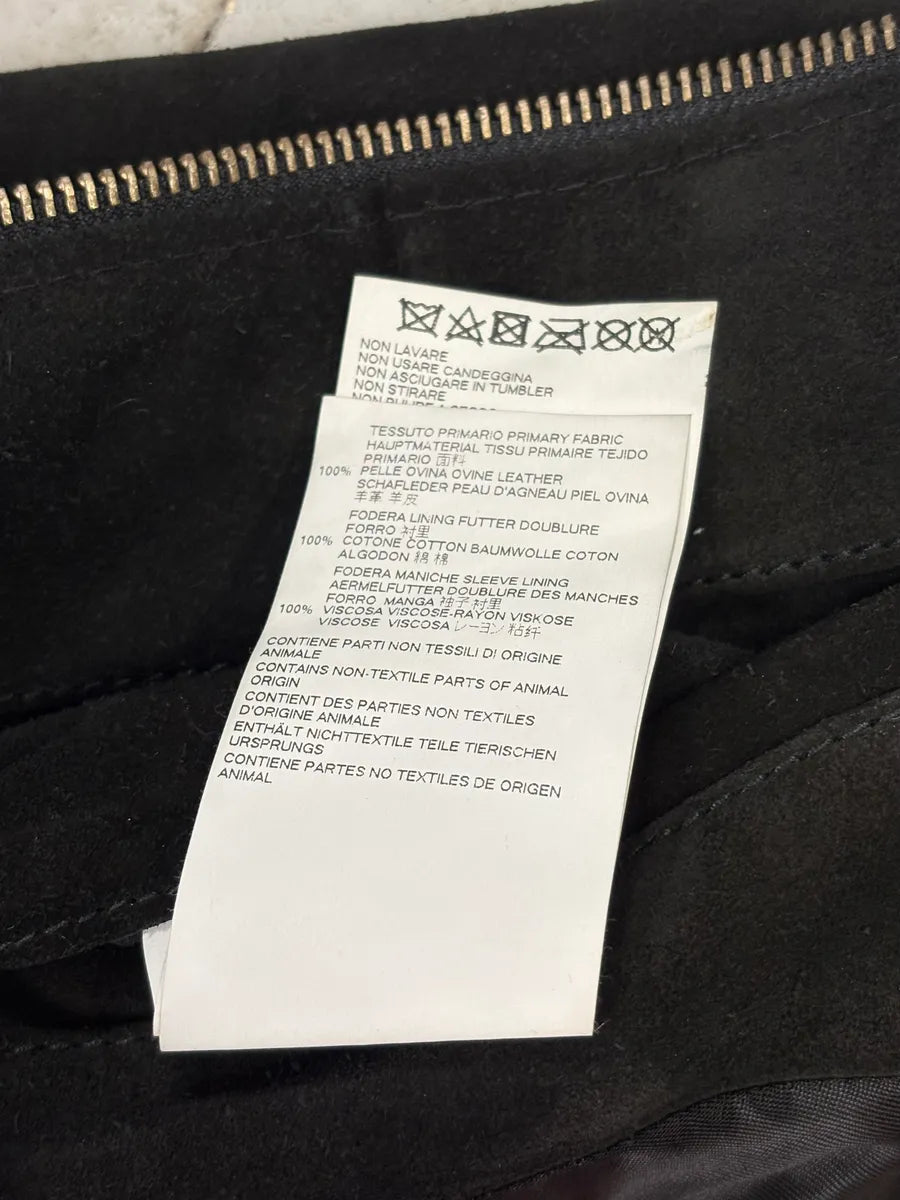 NON LAVARE
NON USARE CANDEGGINA
NON ASCIUGARE IN TUMBLER
NON STIRARE
TESSUTO PRIMARIO PRIMARY FABRIC
HAUPTMATERIAL TISSU PRIMAIRE TEJIDO
PRIMARIO 面料
100% PELLE OVINA OVINE LEATHER
SCHAFLEDER PEAU D'AGNEAU PIEL OVINA
羊革 羊皮
FODERA LINING FUTTER DOUBLURE
FORRO 衬里
100% COTONE COTTON BAUMWOLLE COTON
ALGODON 綿 棉
FODERA MANICHE SLEEVE LINING
AERMELFUTTER DOUBLURE DES MANCHES
FORRO MANGA 袖子衬里
100% VISCOSA VISCOSE-RAYON VISKOSE
VISCOSE VISCOSA レーヨン 粘纤
CONTIENE PARTI NON TESSILI DI ORIGINE
ANIMALE
CONTAINS NON-TEXTILE PARTS OF ANIMAL
ORIGIN
CONTIENT DES PARTIES NON TEXTILES
D'ORIGINE ANIMALE
ENTHÄLT NICHTTEXTILE TEILE TIERISCHEN
URSPRUNGS
CONTIENE PARTES NO TEXTILES DE ORIGEN
ANIMAL